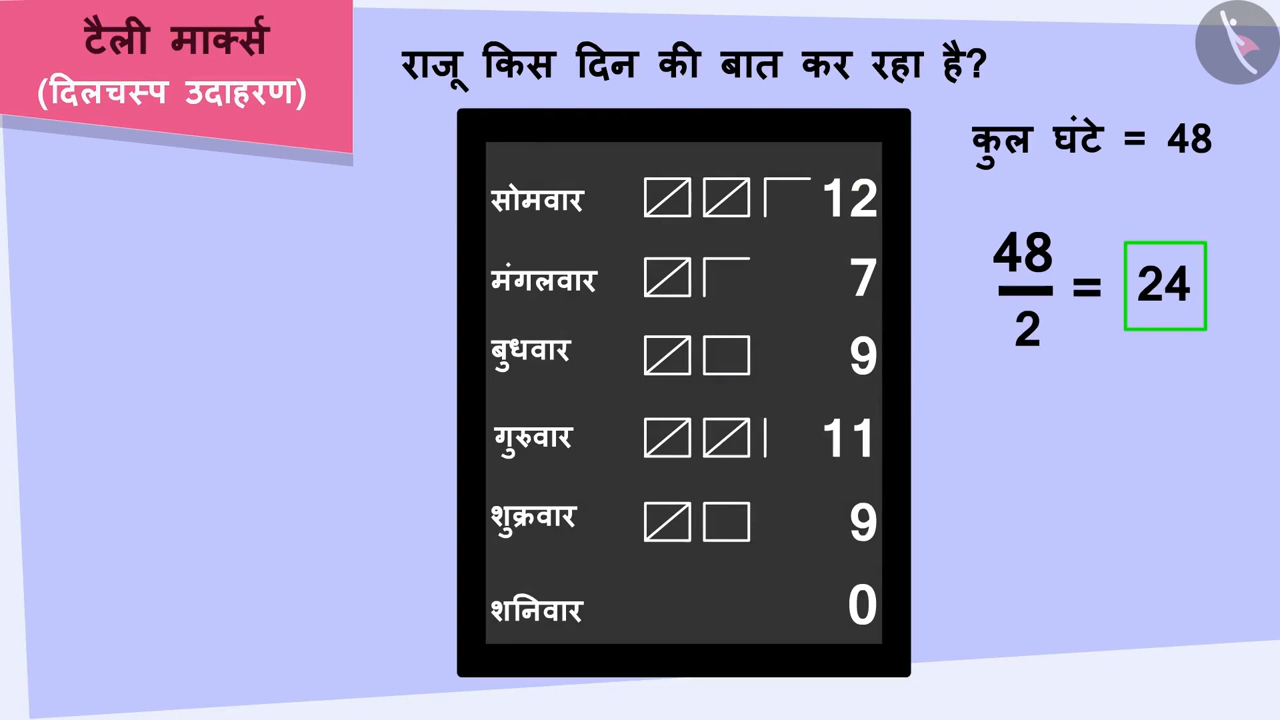 टैली मार्क्स
(दिलचस्प उदाहरण)
राजू किस दिन की बात कर रहा है?
सोमवार 12
मंगलवार 7
बुधवार 9
गुरुवार 11
शुक्रवार 9
शनिवार 0
कुल घंटे = 48
48
2
= 24